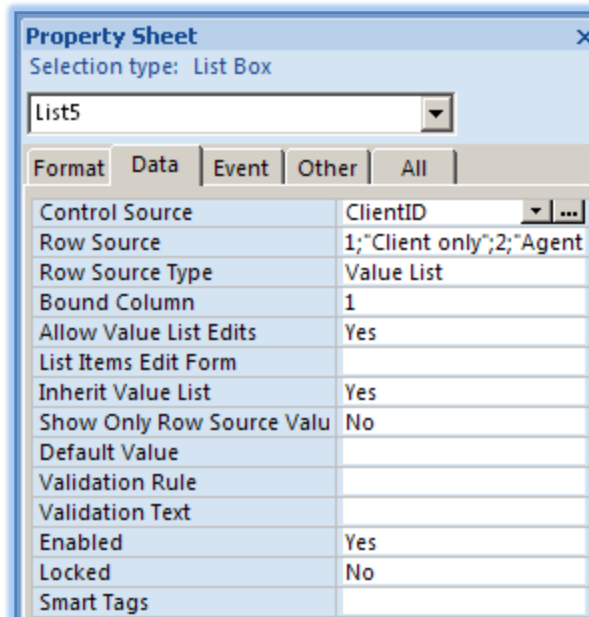 Property Sheet
Selection type: List Box
List5
Format Data Event Other All
Control Source ClientID
Row Source 1;"Client only";2;"Agent
Row Source Type Value List
Bound Column 1
Allow Value List Edits Yes
List Items Edit Form
Inherit Value List Yes
Show Only Row Source Valu No
Default Value
Validation Rule
Validation Text
Enabled Yes
Locked No
Smart Tags